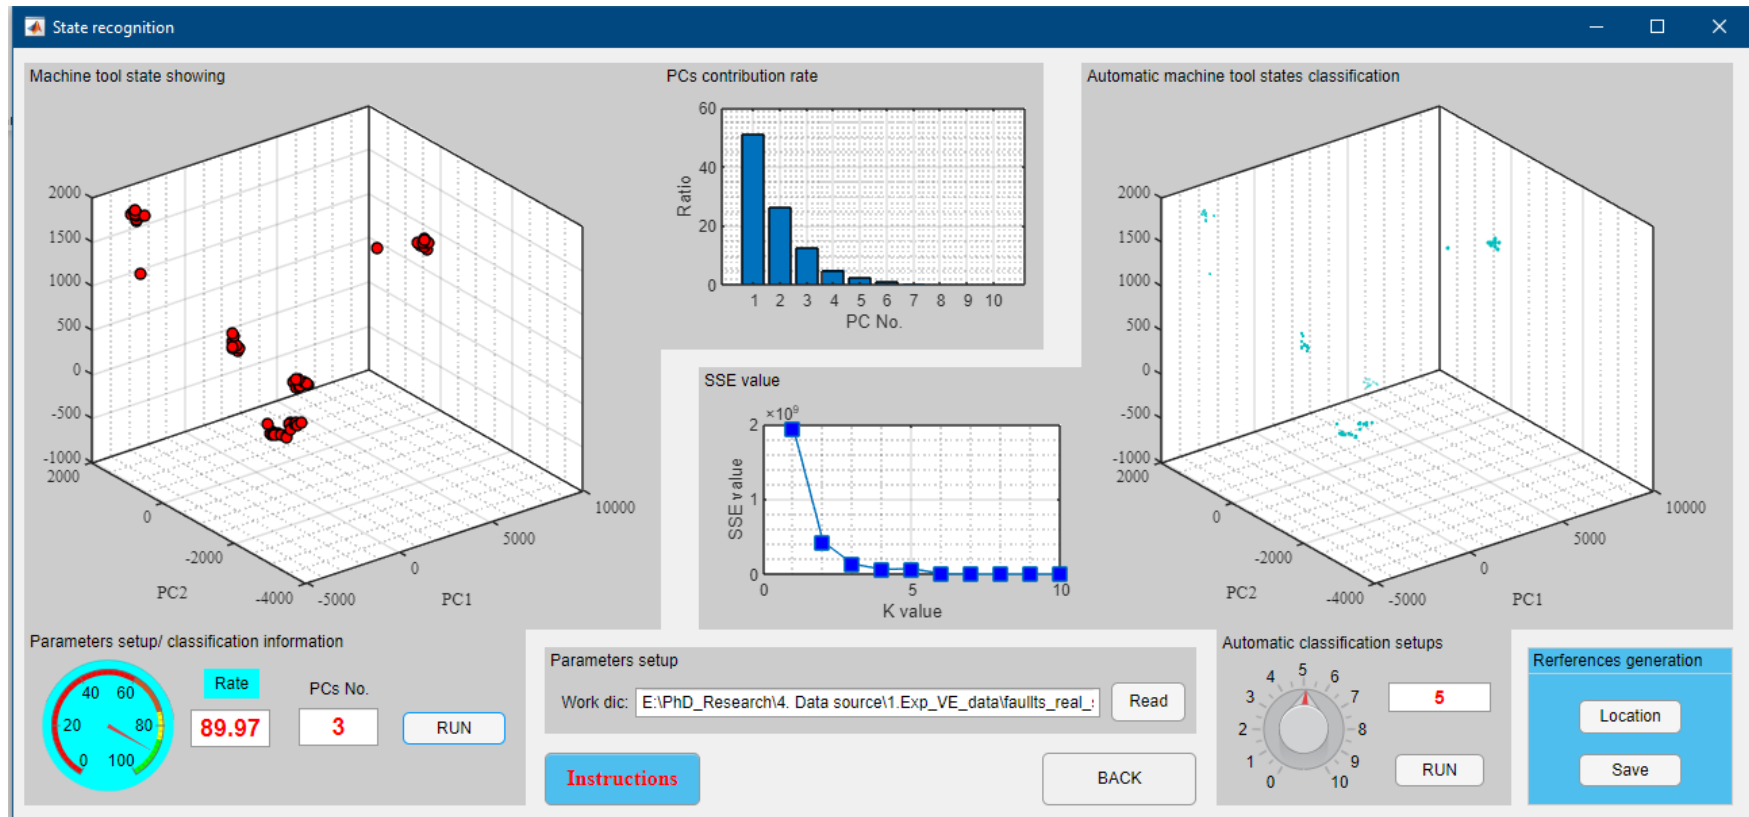 State recognition
Machine tool state showing
2000
1500
1000
500
0
-500
-1000
2000
0
-2000
-4000
PC2
-5000
0
5000
10000
PC1
PCs contribution rate
60
40
20
0
Ratio
1 2 3 4 5 6 7 8 9 10
PC No.
SSE value
×10⁹
2
1
0
SSE value
0 5 10
K value
Automatic machine tool states classification
2000
1500
1000
500
0
-500
-1000
2000
0
-2000
-4000
PC2
-5000
0
5000
10000
PC1
Parameters setup/ classification information
0 20 40 60 80 100
Rate
89.97
PCs No.
3
RUN
Parameters setup
Work dic: E:\PhD_Research\4. Data source\1.Exp_VE_data\faullts_real_
Read
Instructions
BACK
Automatic classification setups
0 1 2 3 4 5 6 7 8 9 10
5
RUN
Rerferences generation
Location
Save